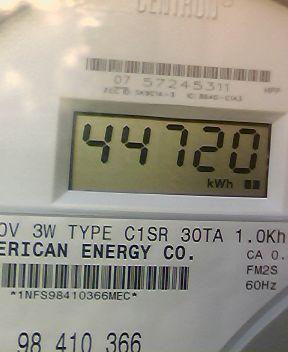 CENTRON®
07 57245311
44720
kWh
0V 3W TYPE C1SR 30TA 1.0Kh
ERICAN ENERGY CO.
CA 0.
FM2S
60Hz
*1NFS98410366MEC*
98 410 366